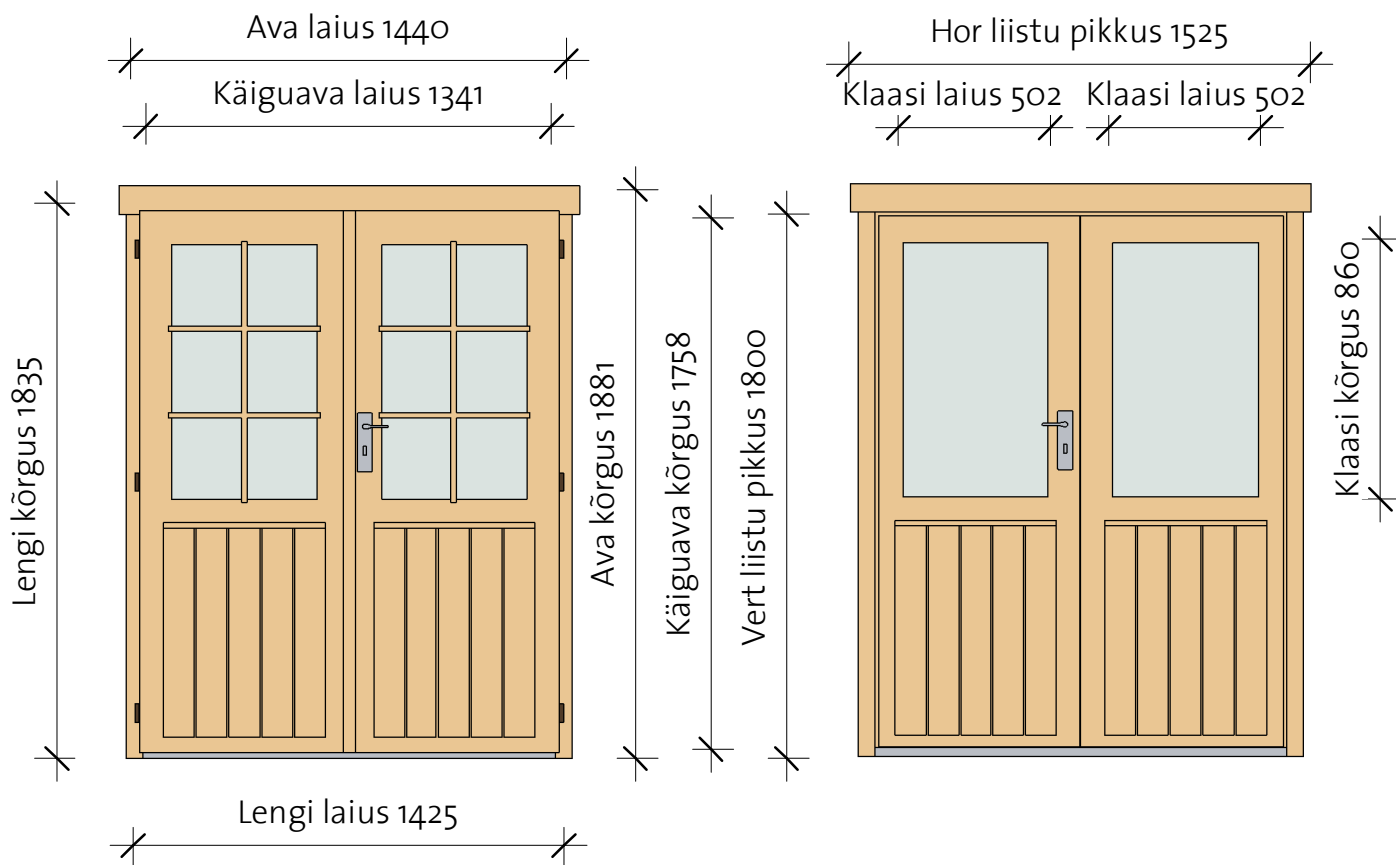 Ava laius 1440
Käiguava laius 1341
Hor liistu pikkus 1525
Klaasi laius 502
Klaasi laius 502
Lengi kõrgus 1835
Ava kõrgus 1881
Käiguava kõrgus 1758
Vert liistu pikkus 1800
Klaasi kõrgus 860
Lengi laius 1425